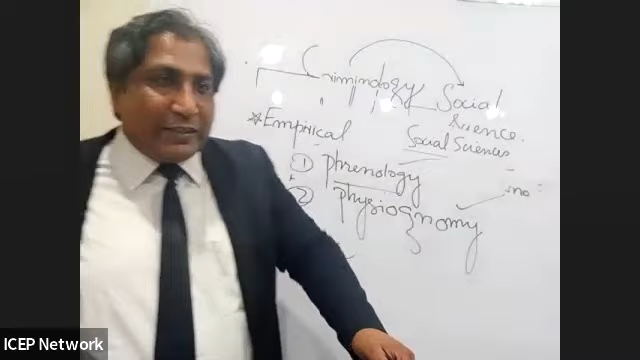 Criminology
Social
Science.
* Empirical
Social Sciences
① Phrenology
② Physiognomy
no
ICEP Network